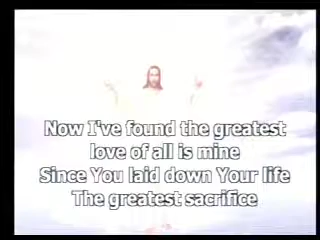 Now I've found the greatest
love of all is mine
Since You laid down Your life
The greatest sacrifice